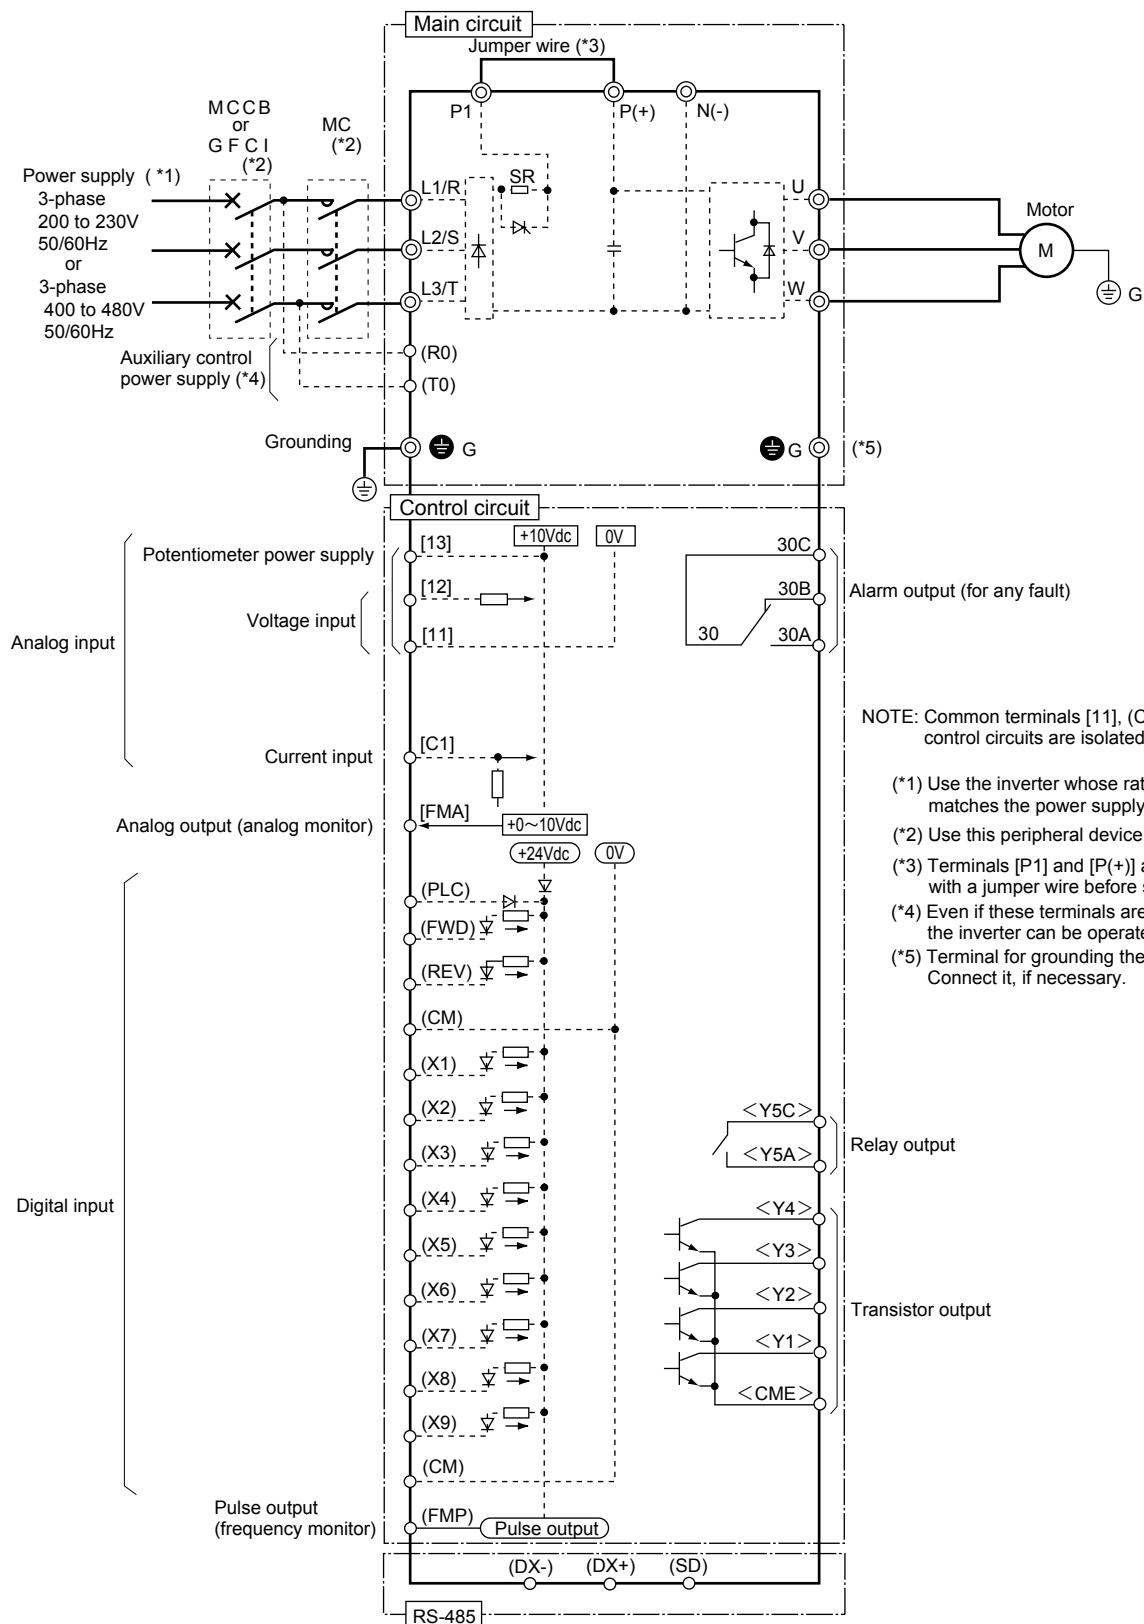 Main circuit
Jumper wire (*3)
P1
P(+)
N(-)
MCCB
or
GFCI
(*2)
MC
(*2)
Power supply (*1)
3-phase
200 to 230V
50/60Hz
or
3-phase
400 to 480V
50/60Hz
L1/R
L2/S
L3/T
SR
U
V
W
Motor
M
G
Auxiliary control
power supply (*4)
(R0)
(T0)
Grounding
G
G
(*5)
Control circuit
Potentiometer power supply
[13]
+10Vdc
0V
[12]
Voltage input
[11]
Analog input
Current input
[C1]
Analog output (analog monitor)
[FMA]
+0~10Vdc
+24Vdc
0V
30C
30B
30
30A
Alarm output (for any fault)
NOTE: Common terminals [11], (C
control circuits are isolated
(*1) Use the inverter whose rat
matches the power supply
(*2) Use this peripheral device
(*3) Terminals [P1] and [P(+)] a
with a jumper wire before s
(*4) Even if these terminals are
the inverter can be operate
(*5) Terminal for grounding the
Connect it, if necessary.
(PLC)
(FWD)
(REV)
(CM)
(X1)
(X2)
(X3)
(X4)
(X5)
(X6)
(X7)
(X8)
(X9)
(CM)
Digital input
<Y5C>
<Y5A>
Relay output
<Y4>
<Y3>
<Y2>
<Y1>
<CME>
Transistor output
Pulse output
(frequency monitor)
(FMP)
Pulse output
(DX-)
(DX+)
(SD)
RS-485